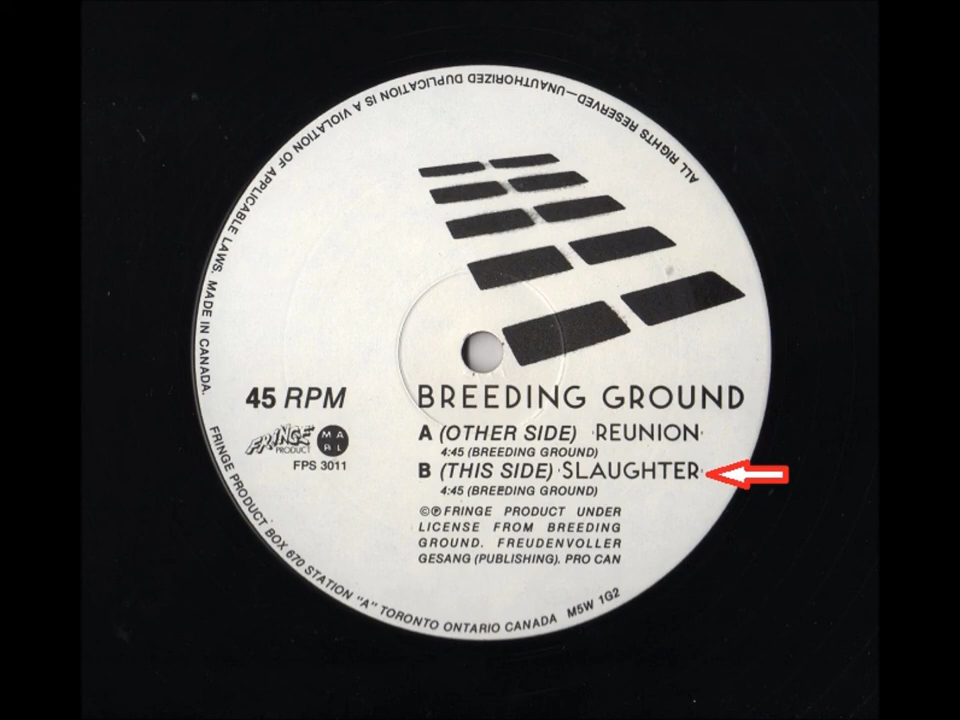 ALL RIGHTS RESERVED—UNAUTHORIZED DUPLICATION IS A VIOLATION OF APPLICABLE LAWS. MADE IN CANADA.
45 RPM
FRINGE
PRODUCT
M A
R L
FPS 3011
BREEDING GROUND
A (OTHER SIDE) ·REUNION·
4:45 (BREEDING GROUND)
B (THIS SIDE) ·SLAUGHTER·
4:45 (BREEDING GROUND)
©℗ FRINGE PRODUCT UNDER
LICENSE FROM BREEDING
GROUND. FREUDENVOLLER
GESANG (PUBLISHING). PRO CAN
FRINGE PRODUCT BOX 670 STATION "A" TORONTO ONTARIO CANADA M5W 1G2